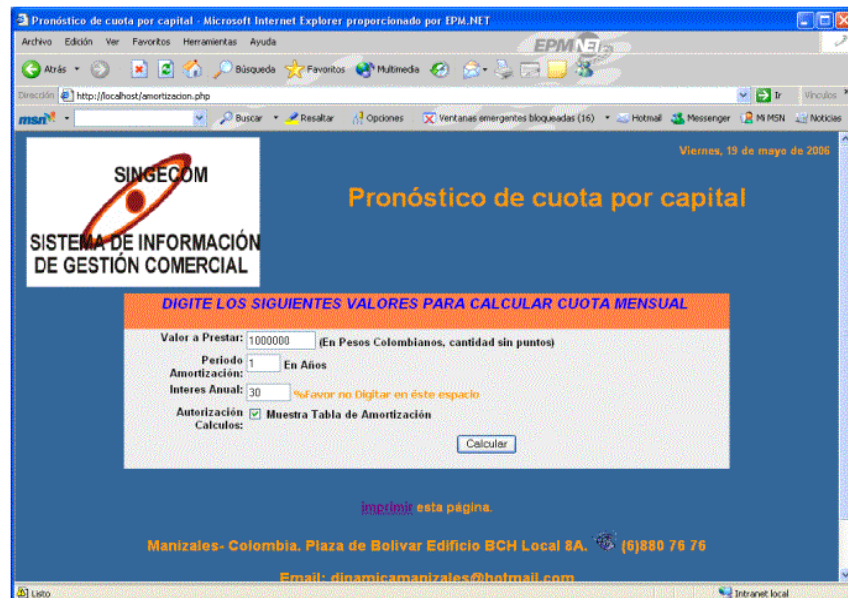 Pronóstico de cuota por capital - Microsoft Internet Explorer proporcionado por EPM.NET
Archivo Edición Ver Favoritos Herramientas Ayuda
EPMNET
Atrás Búsqueda Favoritos Multimedia
Dirección http://localhost/amortizacion.php Ir Vínculos »
msn Buscar Resaltar Opciones Ventanas emergentes bloqueadas (16) Hotmail Messenger Mi MSN Noticias
Viernes, 19 de mayo de 2006
SINGECOM
SISTEMA DE INFORMACIÓN
DE GESTIÓN COMERCIAL
Pronóstico de cuota por capital
DIGITE LOS SIGUIENTES VALORES PARA CALCULAR CUOTA MENSUAL
Valor a Prestar: 1000000 (En Pesos Colombianos, cantidad sin puntos)
Periodo
Amortización: 1 En Años
Interes Anual: 30 %Favor no Digitar en éste espacio
Autorización
Calculos: Muestra Tabla de Amortización
Calcular
imprimir esta página.
Manizales- Colombia. Plaza de Bolivar Edificio BCH Local 8A. (6)880 76 76
Email: dinamicamanizales@hotmail.com
Listo Intranet local